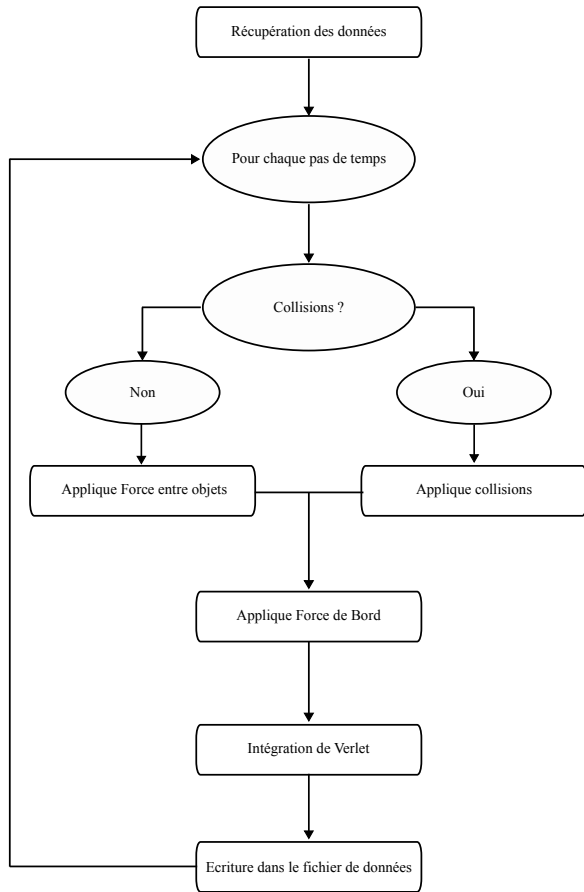 Récupération des données
Pour chaque pas de temps
Collisions ?
Non
Oui
Applique Force entre objets
Applique collisions
Applique Force de Bord
Intégration de Verlet
Ecriture dans le fichier de données